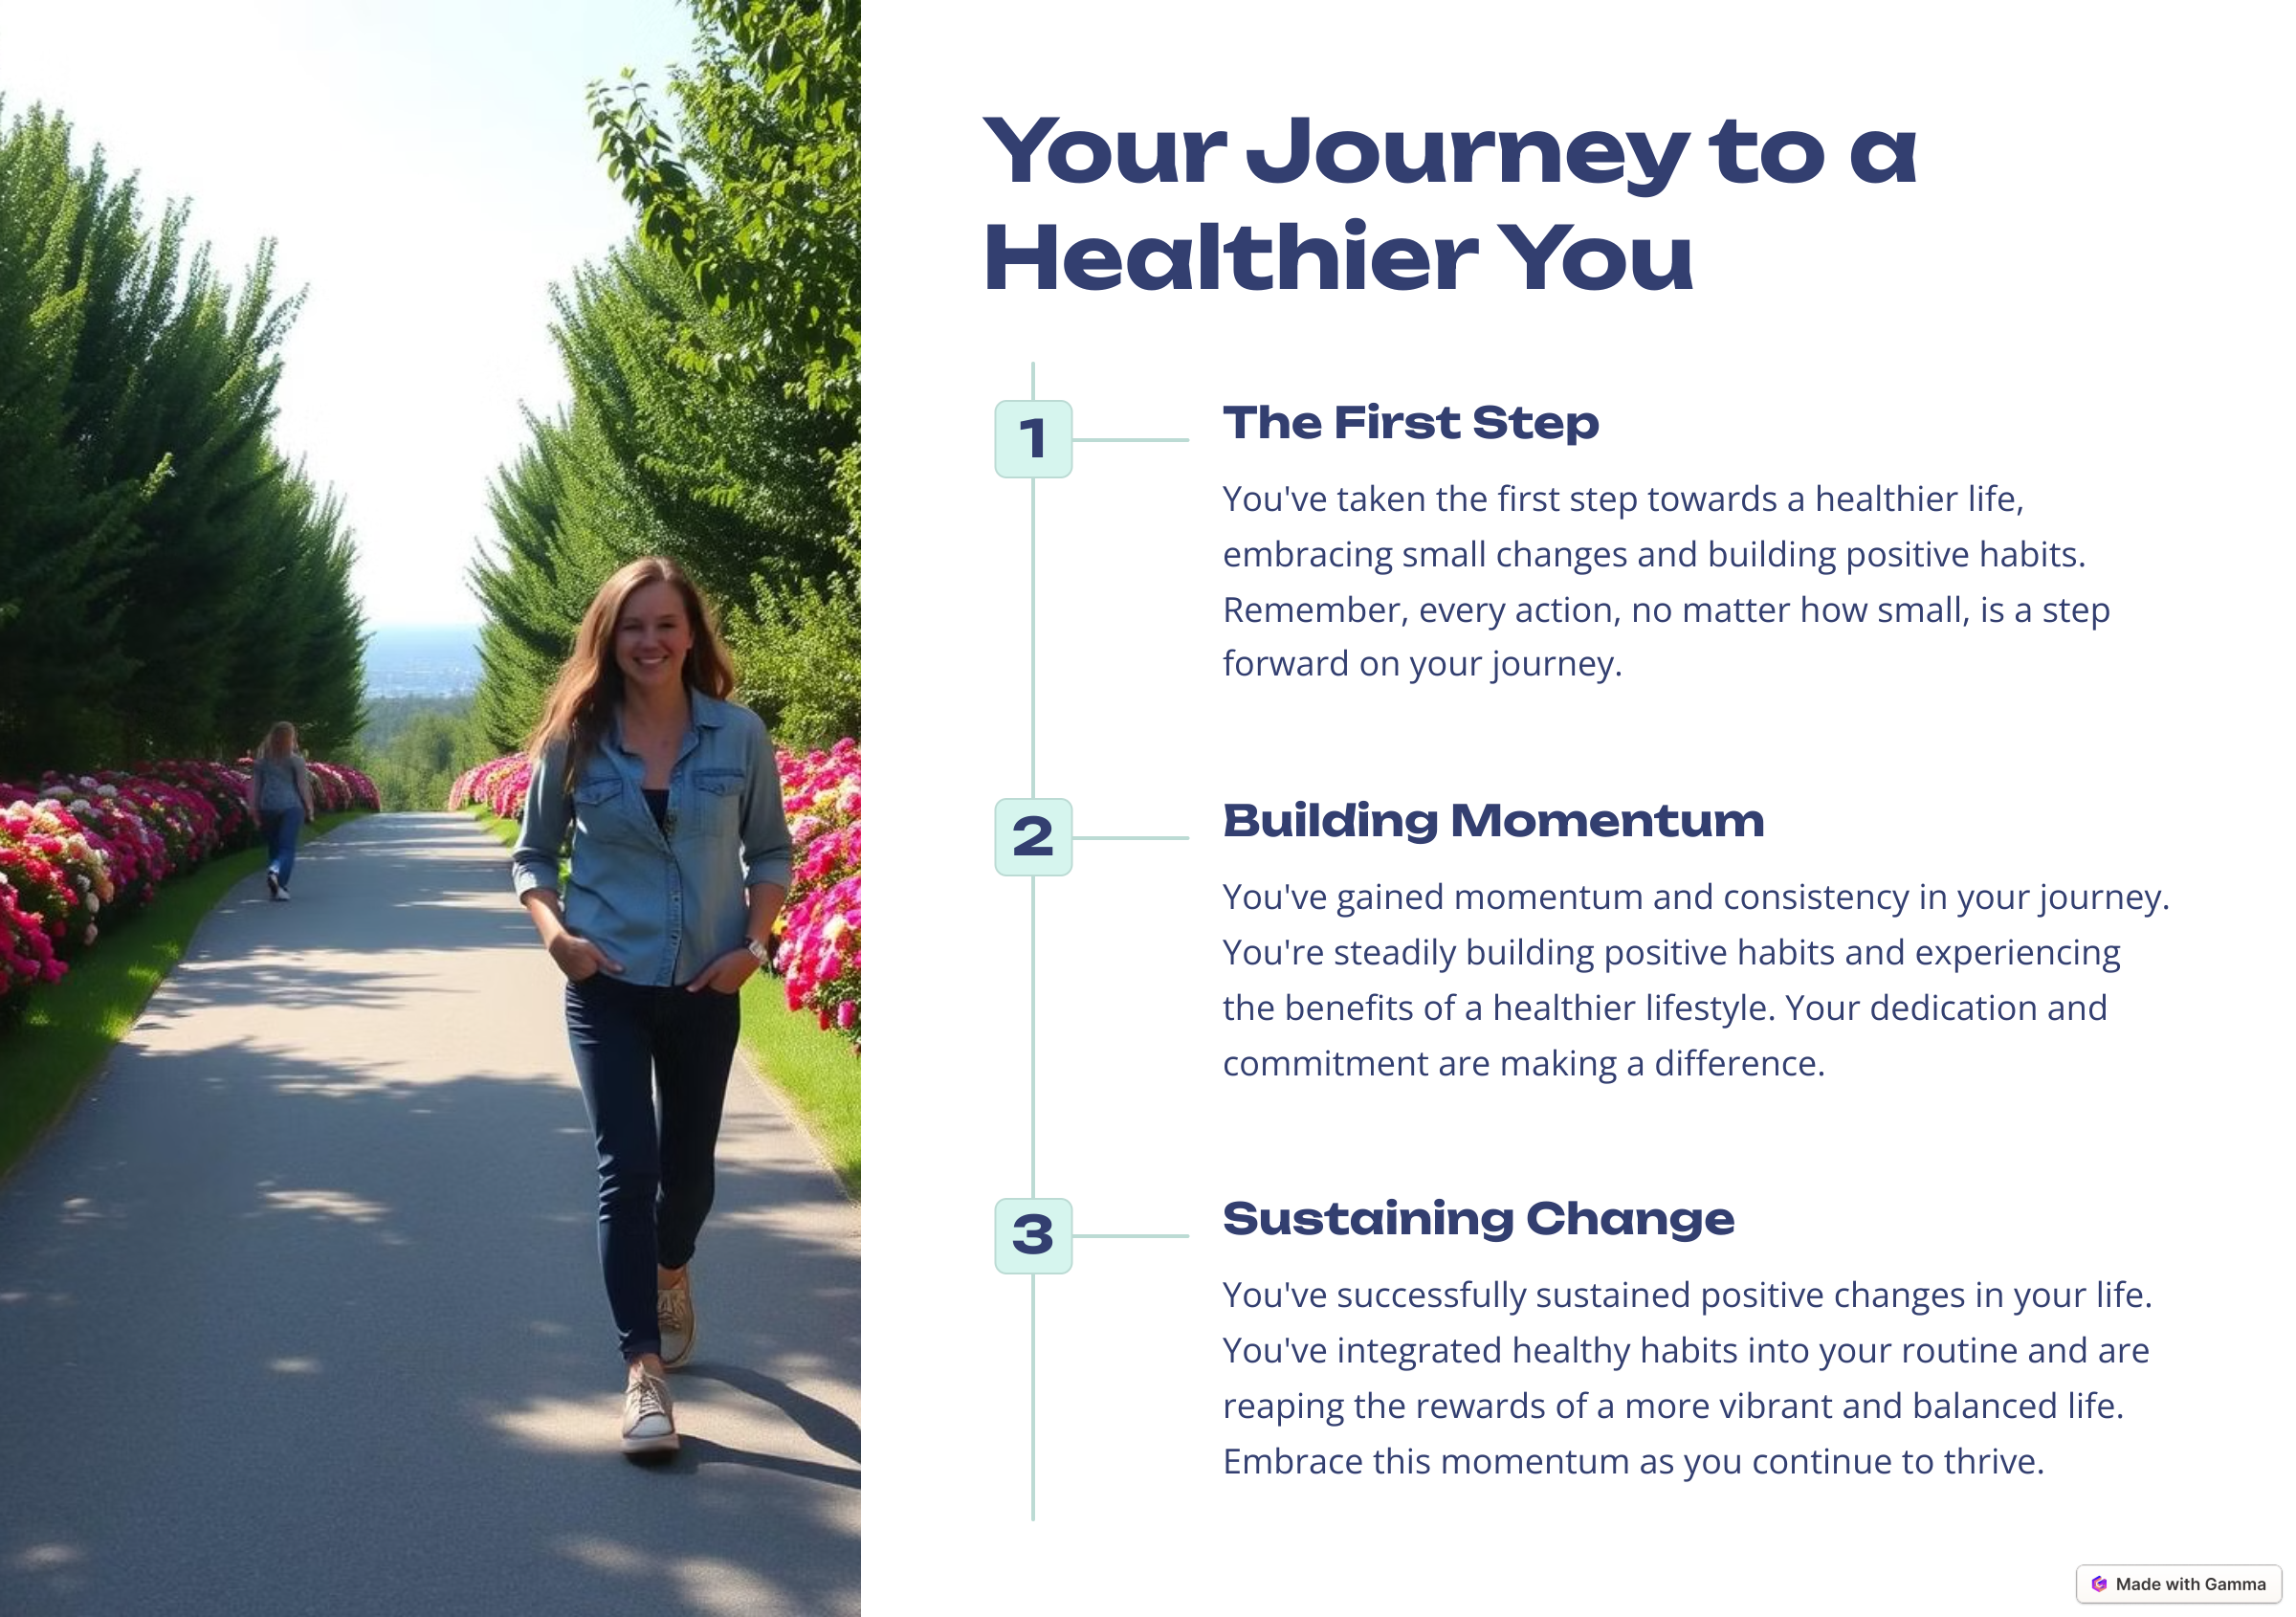 Your Journey to a
Healthier You
1
The First Step
You've taken the first step towards a healthier life,
embracing small changes and building positive habits.
Remember, every action, no matter how small, is a step
forward on your journey.
2
Building Momentum
You've gained momentum and consistency in your journey.
You're steadily building positive habits and experiencing
the benefits of a healthier lifestyle. Your dedication and
commitment are making a difference.
3
Sustaining Change
You've successfully sustained positive changes in your life.
You've integrated healthy habits into your routine and are
reaping the rewards of a more vibrant and balanced life.
Embrace this momentum as you continue to thrive.
Made with Gamma